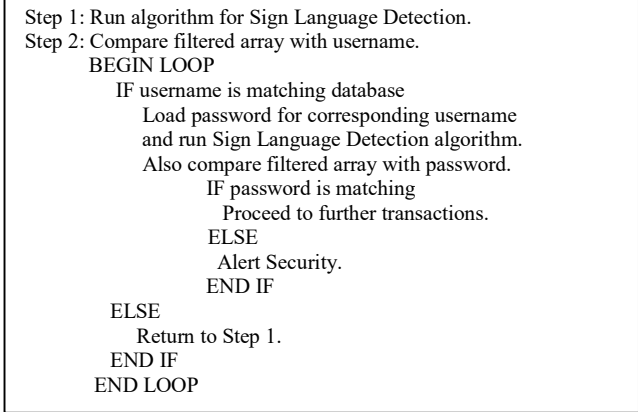 Step 1: Run algorithm for Sign Language Detection.
Step 2: Compare filtered array with username.
BEGIN LOOP
IF username is matching database
Load password for corresponding username
and run Sign Language Detection algorithm.
Also compare filtered array with password.
IF password is matching
Proceed to further transactions.
ELSE
Alert Security.
END IF
ELSE
Return to Step 1.
END IF
END LOOP